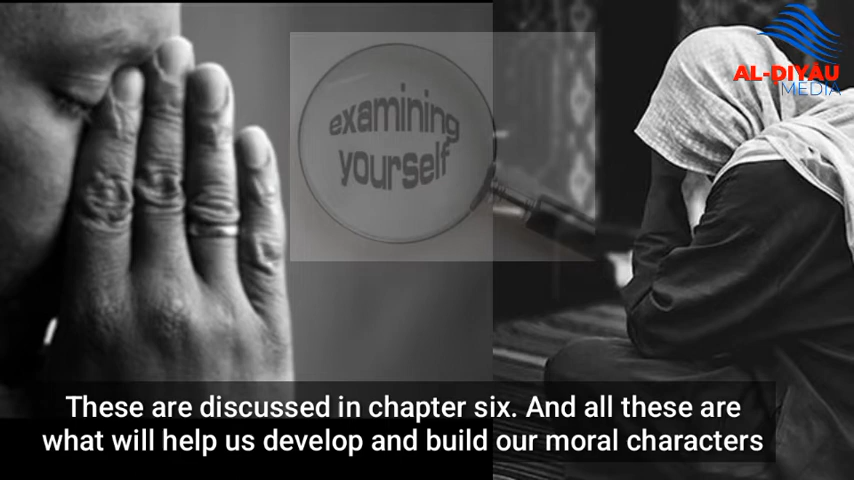 AL-DIYAU
MEDIA
examining
yourself
These are discussed in chapter six. And all these are
what will help us develop and build our moral characters